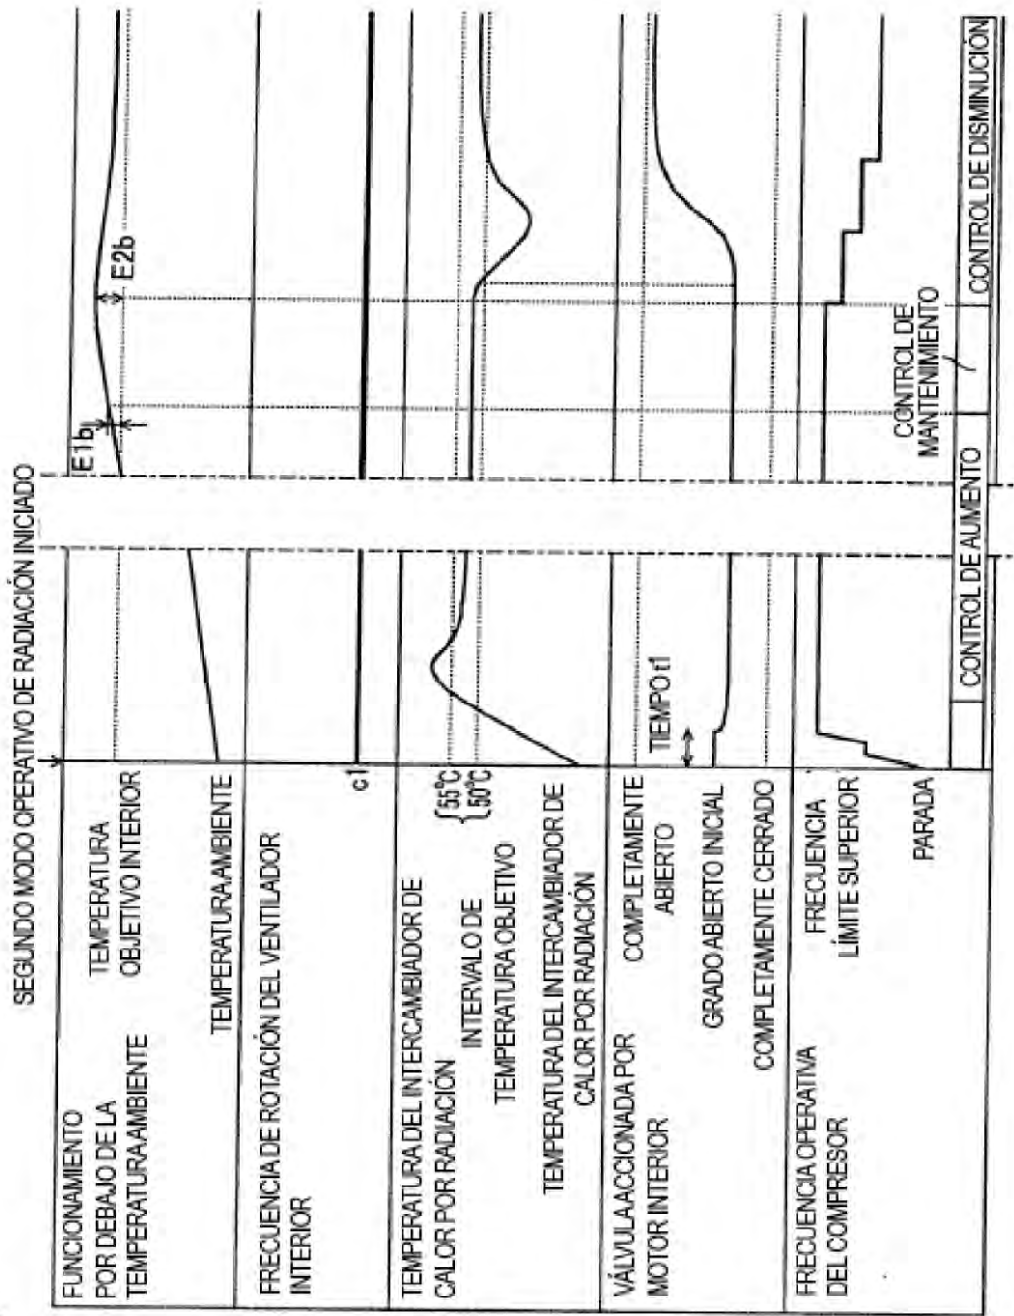 SEGUNDO MODO OPERATIVO DE RADIACIÓN INICIADO
FUNCIONAMIENTO
POR DEBAJO DE LA
TEMPERATURA AMBIENTE
TEMPERATURA
OBJETIVO INTERIOR
TEMPERATURA AMBIENTE
E1b
E2b
FRECUENCIA DE ROTACIÓN DEL VENTILADOR
INTERIOR
c1
TEMPERATURA DEL INTERCAMBIADOR DE
CALOR POR RADIACIÓN
INTERVALO DE
TEMPERATURA OBJETIVO
{55°C
50°C
TEMPERATURA DEL INTERCAMBIADOR DE
CALOR POR RADIACIÓN
VÁLVULA ACCIONADA POR
MOTOR INTERIOR
COMPLETAMENTE
ABIERTO
TIEMPO t1
GRADO ABIERTO INICIAL
COMPLETAMENTE CERRADO
FRECUENCIA OPERATIVA
DEL COMPRESOR
FRECUENCIA
LÍMITE SUPERIOR
PARADA
CONTROL DE AUMENTO
CONTROL DE
MANTENIMIENTO
CONTROL DE DISMINUCIÓN